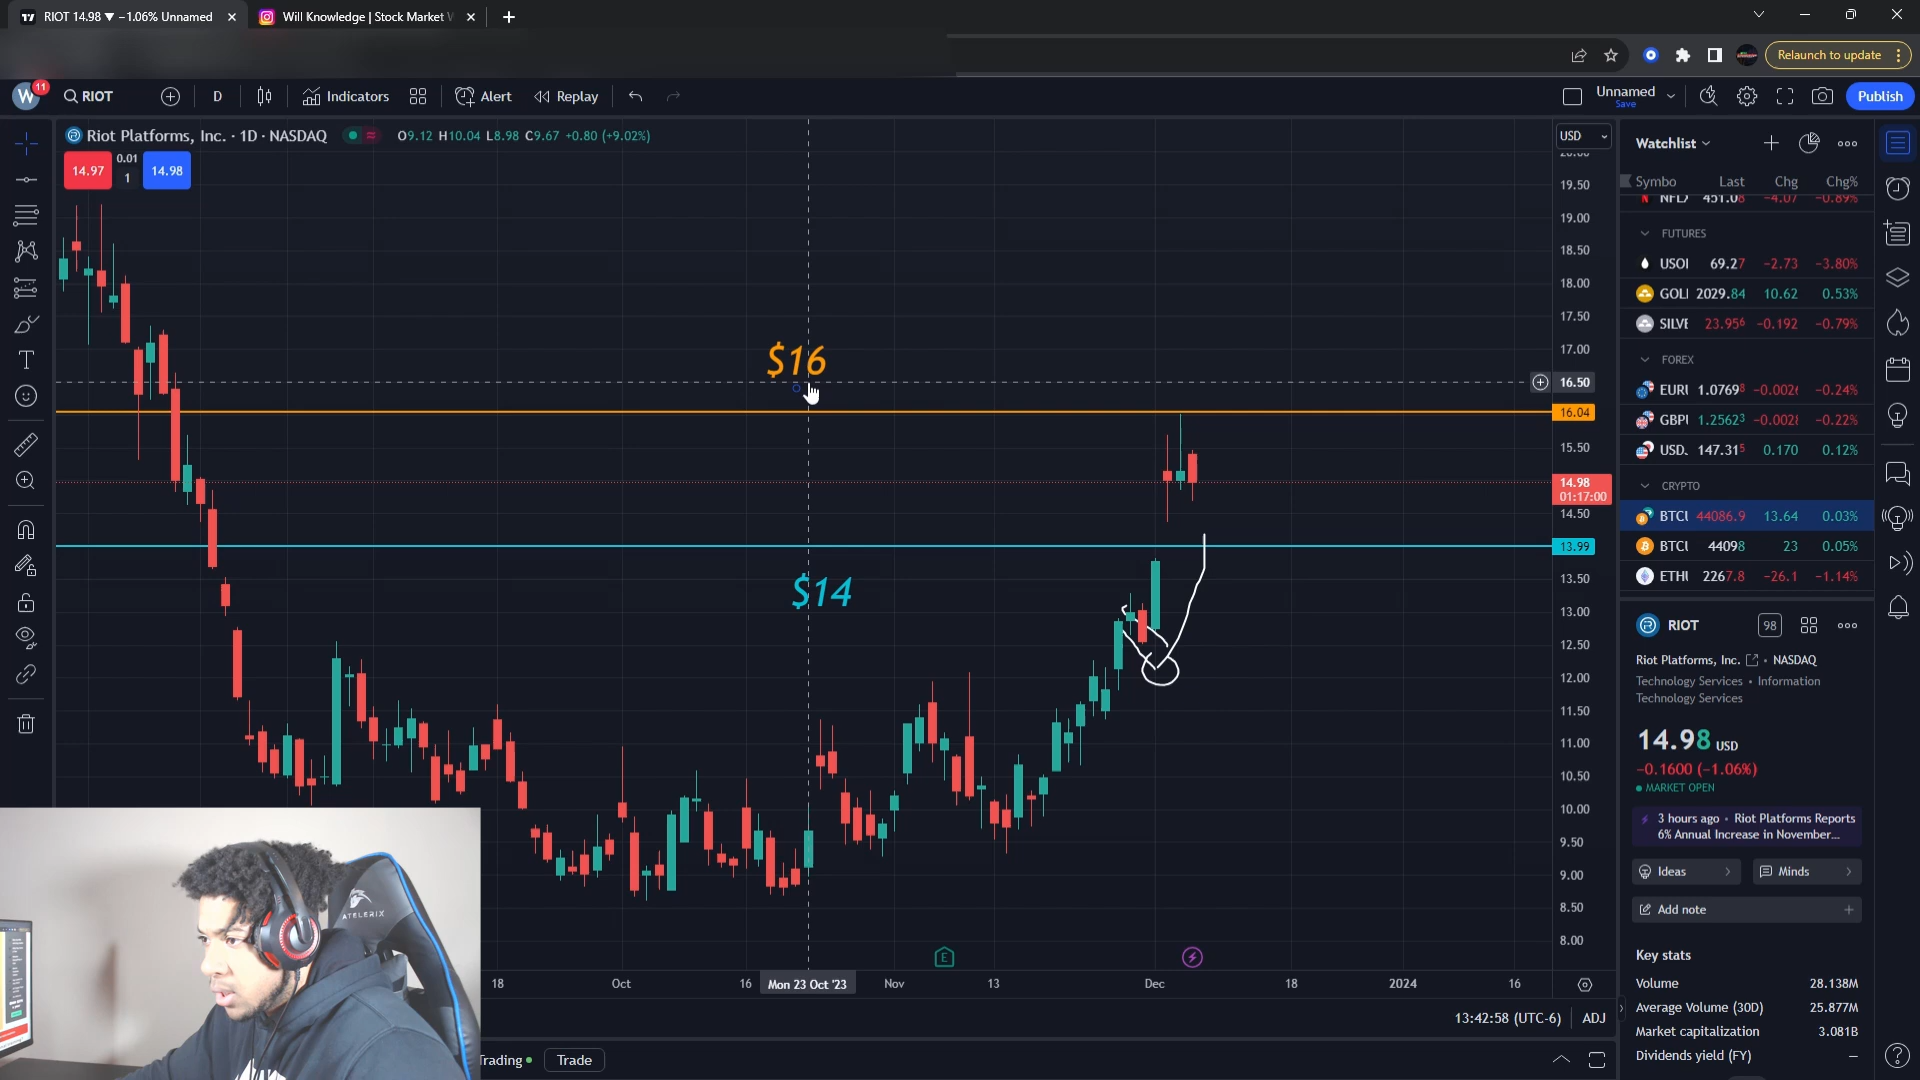 RIOT 14.98 ▼ −1.06% Unnamed
Will Knowledge | Stock Market
Relaunch to update
W 11 RIOT D Indicators Alert Replay Unnamed Save Publish
Riot Platforms, Inc. · 1D · NASDAQ O9.12 H10.04 L8.98 C9.67 +0.80 (+9.02%)
14.97 0.01 1 14.98
USD
19.50
19.00
18.50
18.00
17.50
17.00
16.50
16.04
15.50
14.98
01:17:00
14.50
13.99
13.50
13.00
12.50
12.00
11.50
11.00
10.50
10.00
9.50
9.00
8.50
8.00
$16
$14
E
18 Oct 16 Mon 23 Oct '23 Nov 13 Dec 18 2024 16
13:42:58 (UTC-6) ADJ
Trading Trade
ATELERIX
Watchlist
Symbo Last Chg Chg%
NFLX 451.08 −4.07 −0.89%
FUTURES
USOI 69.27 −2.73 −3.80%
GOLI 2029.84 10.62 0.53%
SILVE 23.956 −0.192 −0.79%
FOREX
EURI 1.07698 −0.0026 −0.24%
GBPI 1.25623 −0.0028 −0.22%
USD. 147.315 0.170 0.12%
CRYPTO
BTCI 44086.9 13.64 0.03%
BTCI 44098 23 0.05%
ETHI 2267.8 −26.1 −1.14%
RIOT 98
Riot Platforms, Inc. • NASDAQ
Technology Services • Information
Technology Services
14.98 USD
−0.1600 (−1.06%)
MARKET OPEN
3 hours ago • Riot Platforms Reports
6% Annual Increase in November...
Ideas Minds
Add note
Key stats
Volume 28.138M
Average Volume (30D) 25.877M
Market capitalization 3.081B
Dividends yield (FY) —